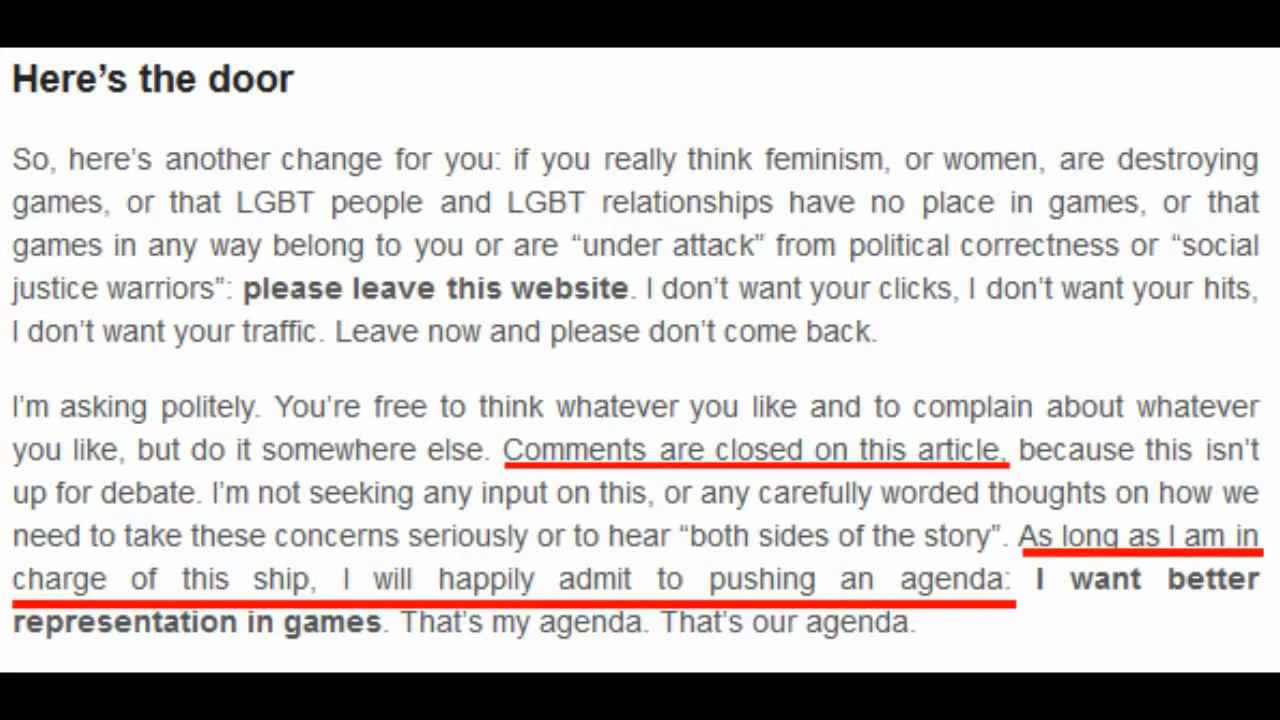 Here’s the door
So, here’s another change for you: if you really think feminism, or women, are destroying
games, or that LGBT people and LGBT relationships have no place in games, or that
games in any way belong to you or are “under attack” from political correctness or “social
justice warriors”: please leave this website. I don’t want your clicks, I don’t want your hits,
I don’t want your traffic. Leave now and please don’t come back.
I’m asking politely. You’re free to think whatever you like and to complain about whatever
you like, but do it somewhere else. Comments are closed on this article, because this isn’t
up for debate. I’m not seeking any input on this, or any carefully worded thoughts on how we
need to take these concerns seriously or to hear “both sides of the story”. As long as I am in
charge of this ship, I will happily admit to pushing an agenda: I want better
representation in games. That’s my agenda. That’s our agenda.